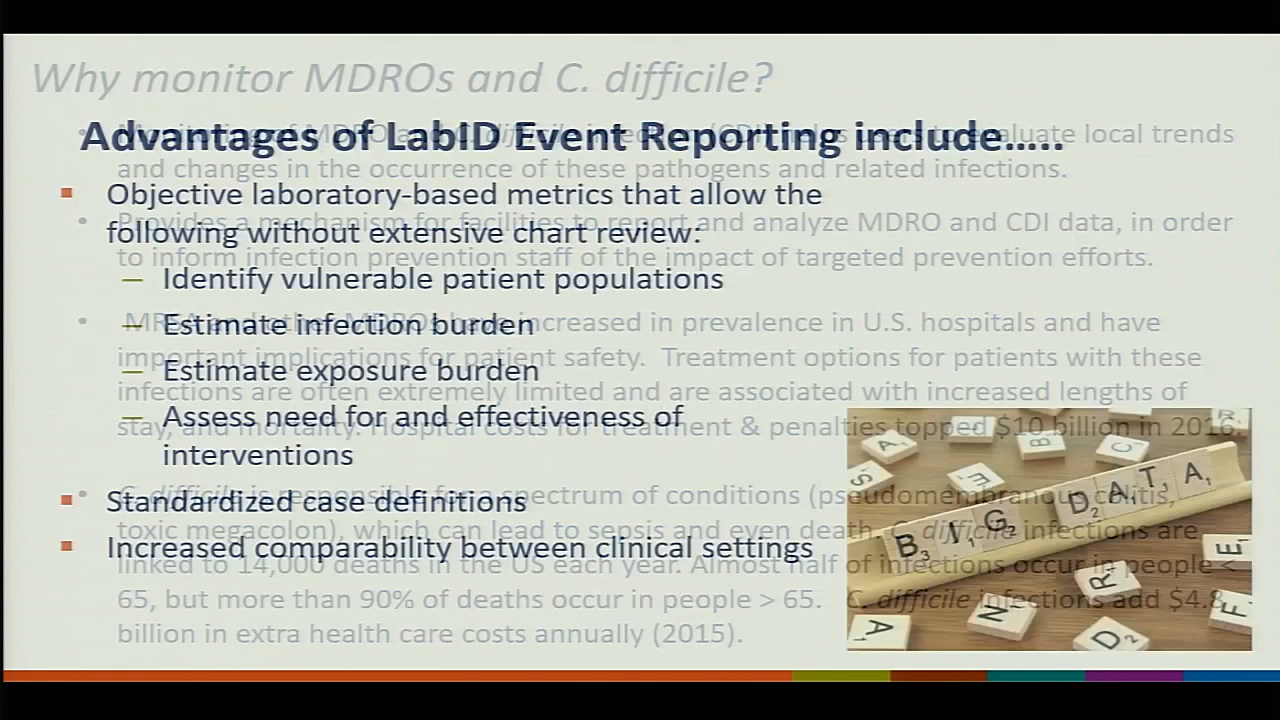 Why monitor MDROs and C. difficile?
Advantages of LabID Event Reporting include.....
evaluate local trends
and changes in the occurrence of these pathogens and related infections.
Objective laboratory-based metrics that allow the
following without extensive chart review:
Provides a mechanism for facilities to report and analyze MDRO and CDI data, in order
to inform infection prevention staff of the impact of targeted prevention efforts.
Identify vulnerable patient populations
Estimate infection burden
increased in prevalence in U.S. hospitals and have
important implications for patient safety. Treatment options for patients with these
Estimate exposure burden
infections are often extremely limited and are associated with increased lengths of
Assess need for and effectiveness of
interventions
stay, and mortality. Hospital costs for treatment & penalties topped $10 billion in 2016.
Standardized case definitions
C. difficile is responsible for a spectrum of conditions (pseudomembranous colitis,
toxic megacolon), which can lead to sepsis and even death. C. difficile infections are
Increased comparability between clinical settings
linked to 14,000 deaths in the US each year. Almost half of infections occur in people <
65, but more than 90% of deaths occur in people > 65. C. difficile infections add $4.8
billion in extra health care costs annually (2015).
BIG DATA